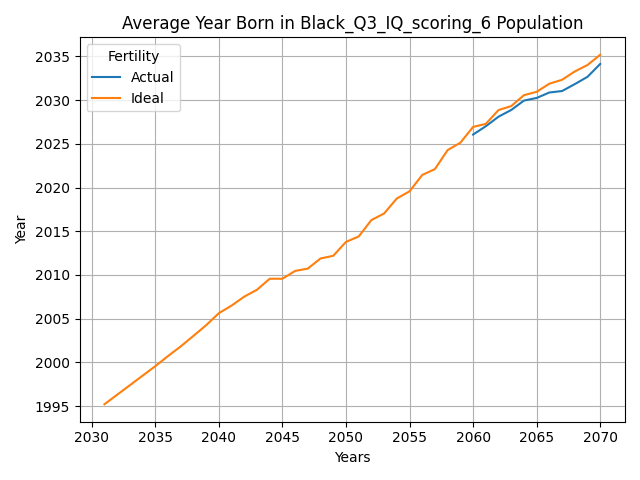 Average Year Born in Black_Q3_IQ_scoring_6 Population
Fertility
Actual
Ideal
Year
2035
2030
2025
2020
2015
2010
2005
2000
1995
2030 2035 2040 2045 2050 2055 2060 2065 2070
Years